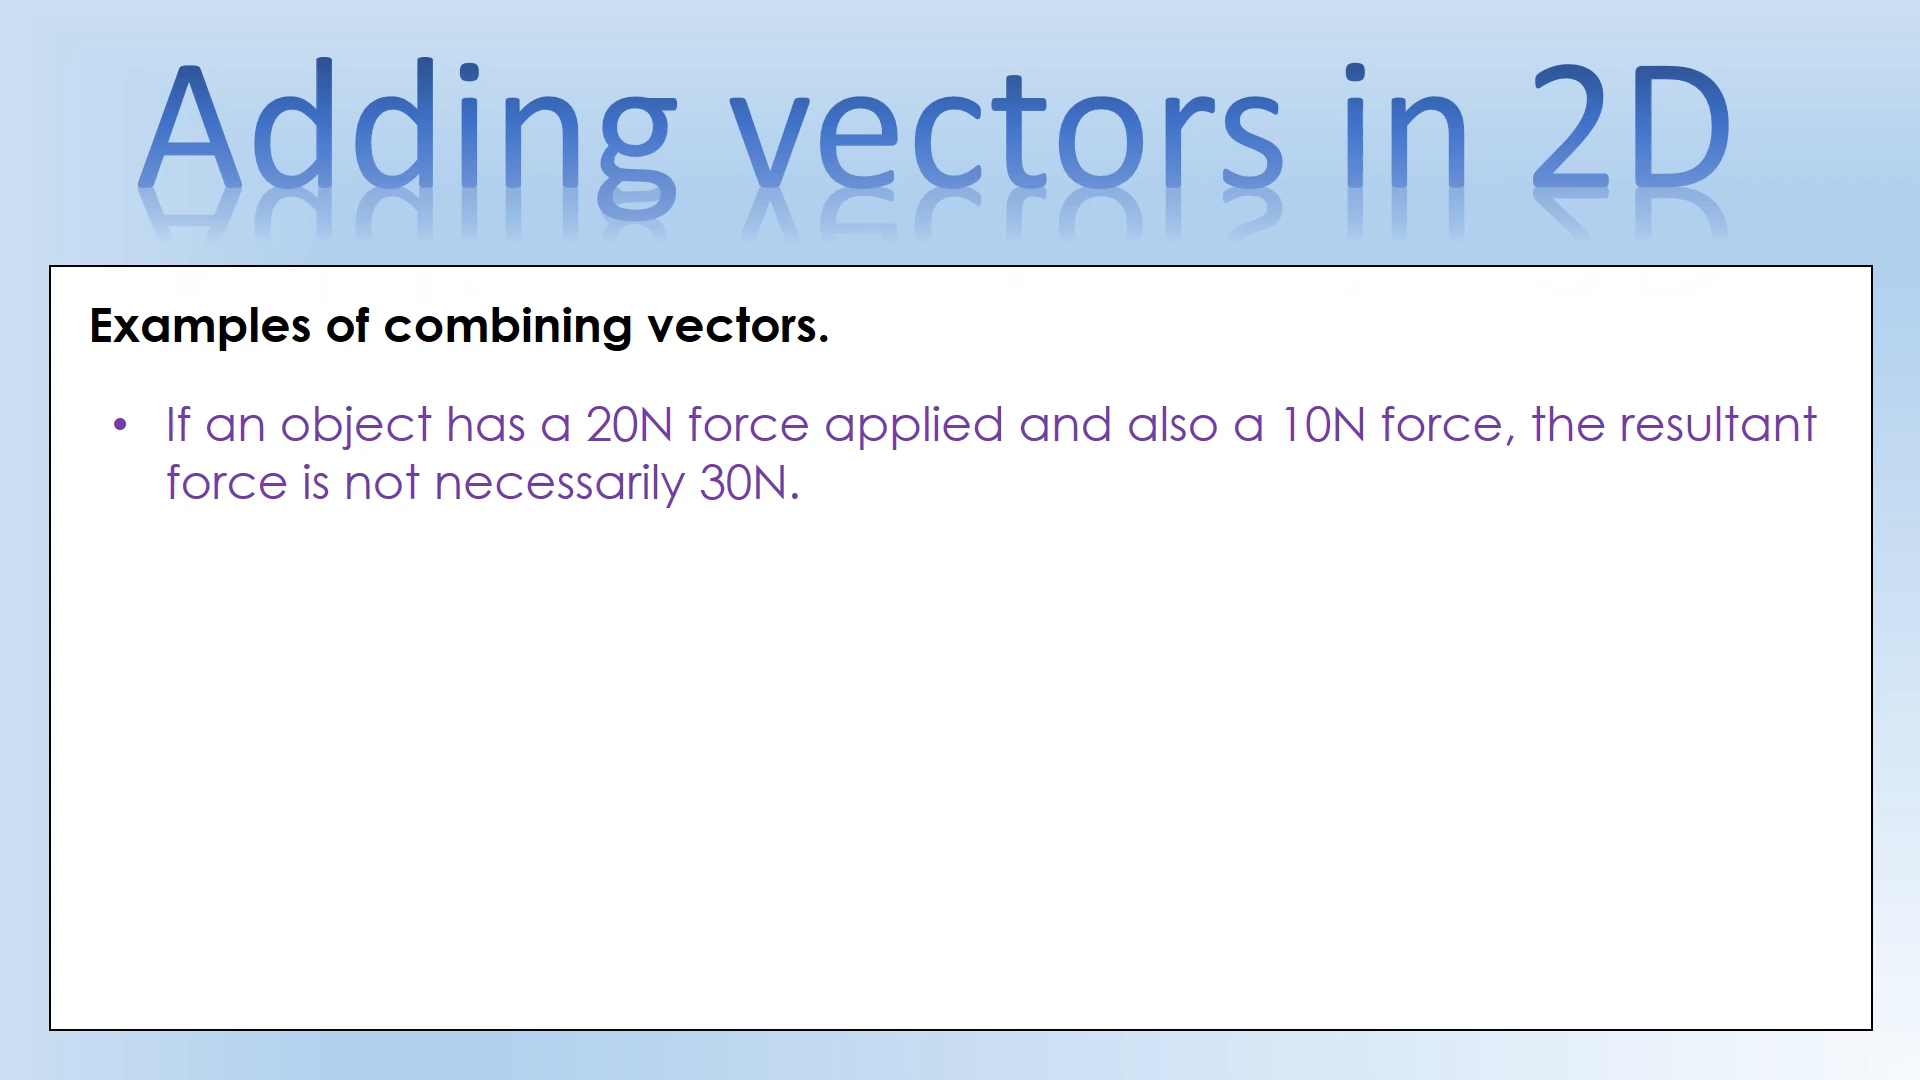 Adding vectors in 2D
Examples of combining vectors.
• If an object has a 20N force applied and also a 10N force, the resultant
force is not necessarily 30N.